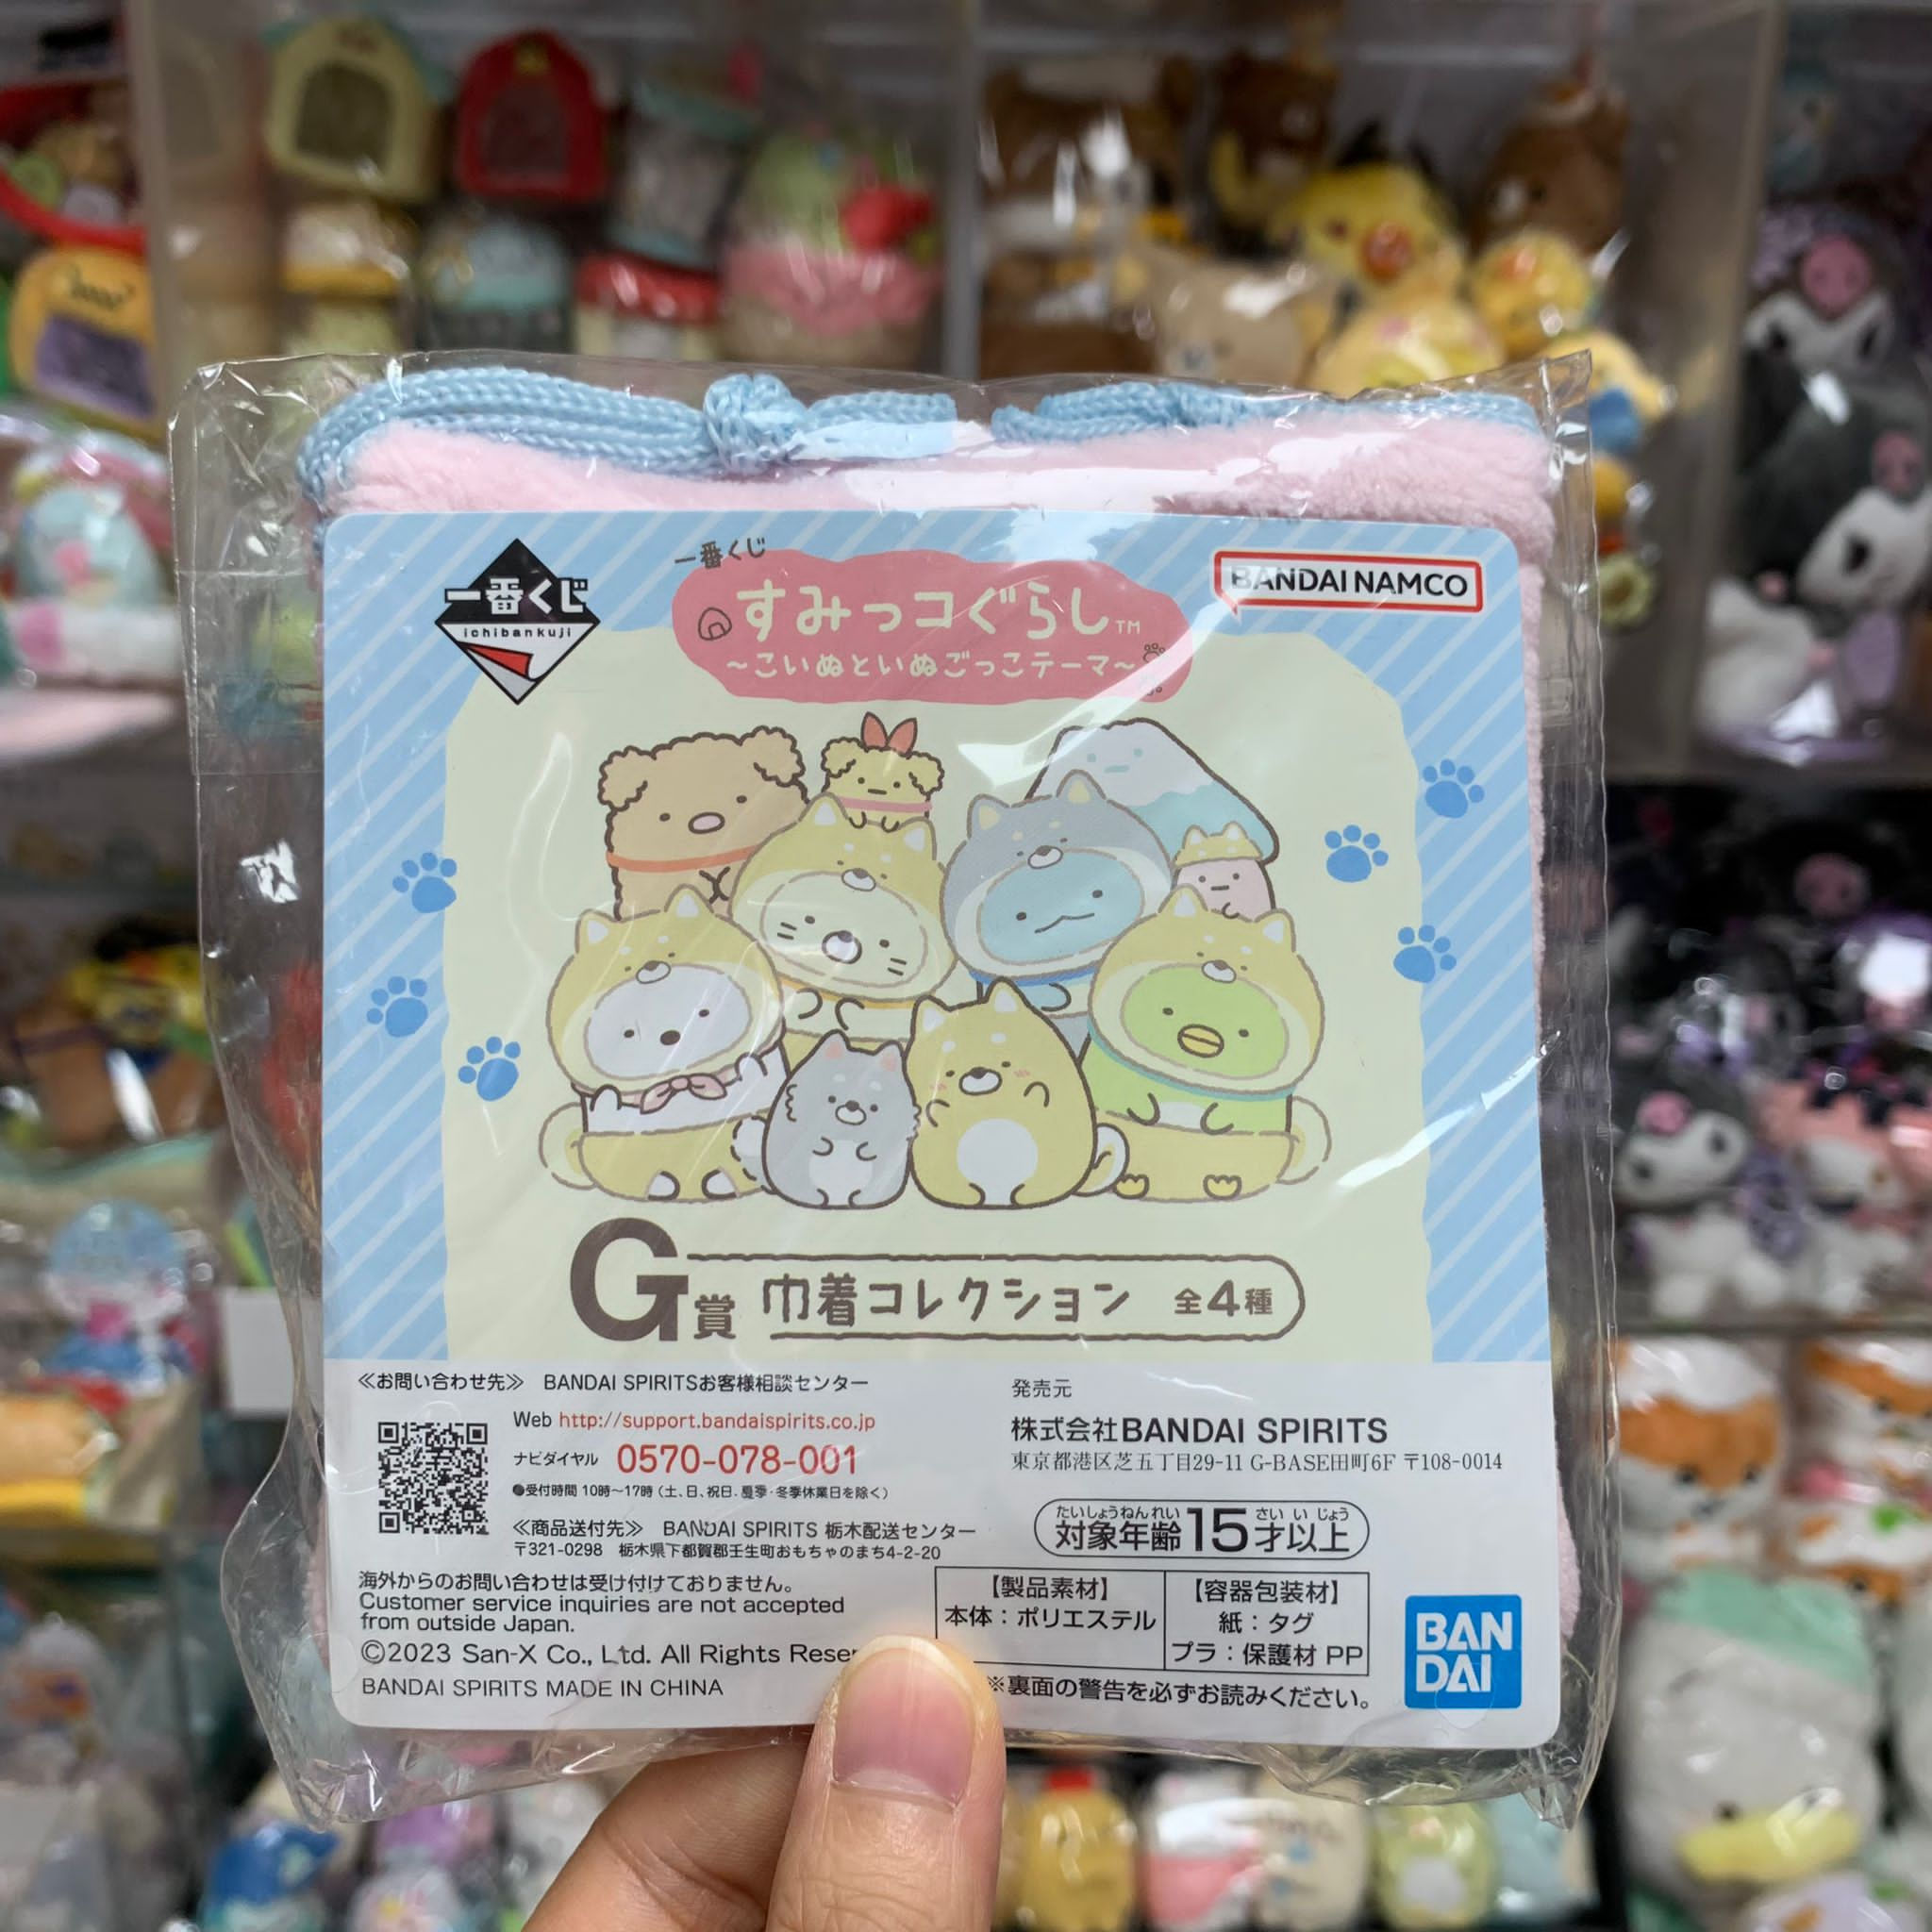 一番くじ
ichibankuji
一番くじ
すみっコぐらし™
~こいぬといぬごっこテーマ~
BANDAI NAMCO
G賞 巾着コレクション 全4種
≪お問い合わせ先≫ BANDAI SPIRITSお客様相談センター
Web http://support.bandaispirits.co.jp
ナビダイヤル 0570-078-001
●受付時間 10時～17時(土、日、祝日、夏季・冬季休業日を除く)
≪商品送付先≫ BANDAI SPIRITS 栃木配送センター
〒321-0298 栃木県下都賀郡壬生町おもちゃのまち4-2-20
海外からのお問い合わせは受け付けておりません。
Customer service inquiries are not accepted
from outside Japan.
©2023 San-X Co., Ltd. All Rights Reser
BANDAI SPIRITS MADE IN CHINA
発売元
株式会社BANDAI SPIRITS
東京都港区芝五丁目29-11 G-BASE田町6F 〒108-0014
たいしょうねんれい さい いじょう
対象年齢15才以上
【製品素材】
本体：ポリエステル
【容器包装材】
紙：タグ
プラ：保護材 PP
※裏面の警告を必ずお読みください。
BAN
DAI